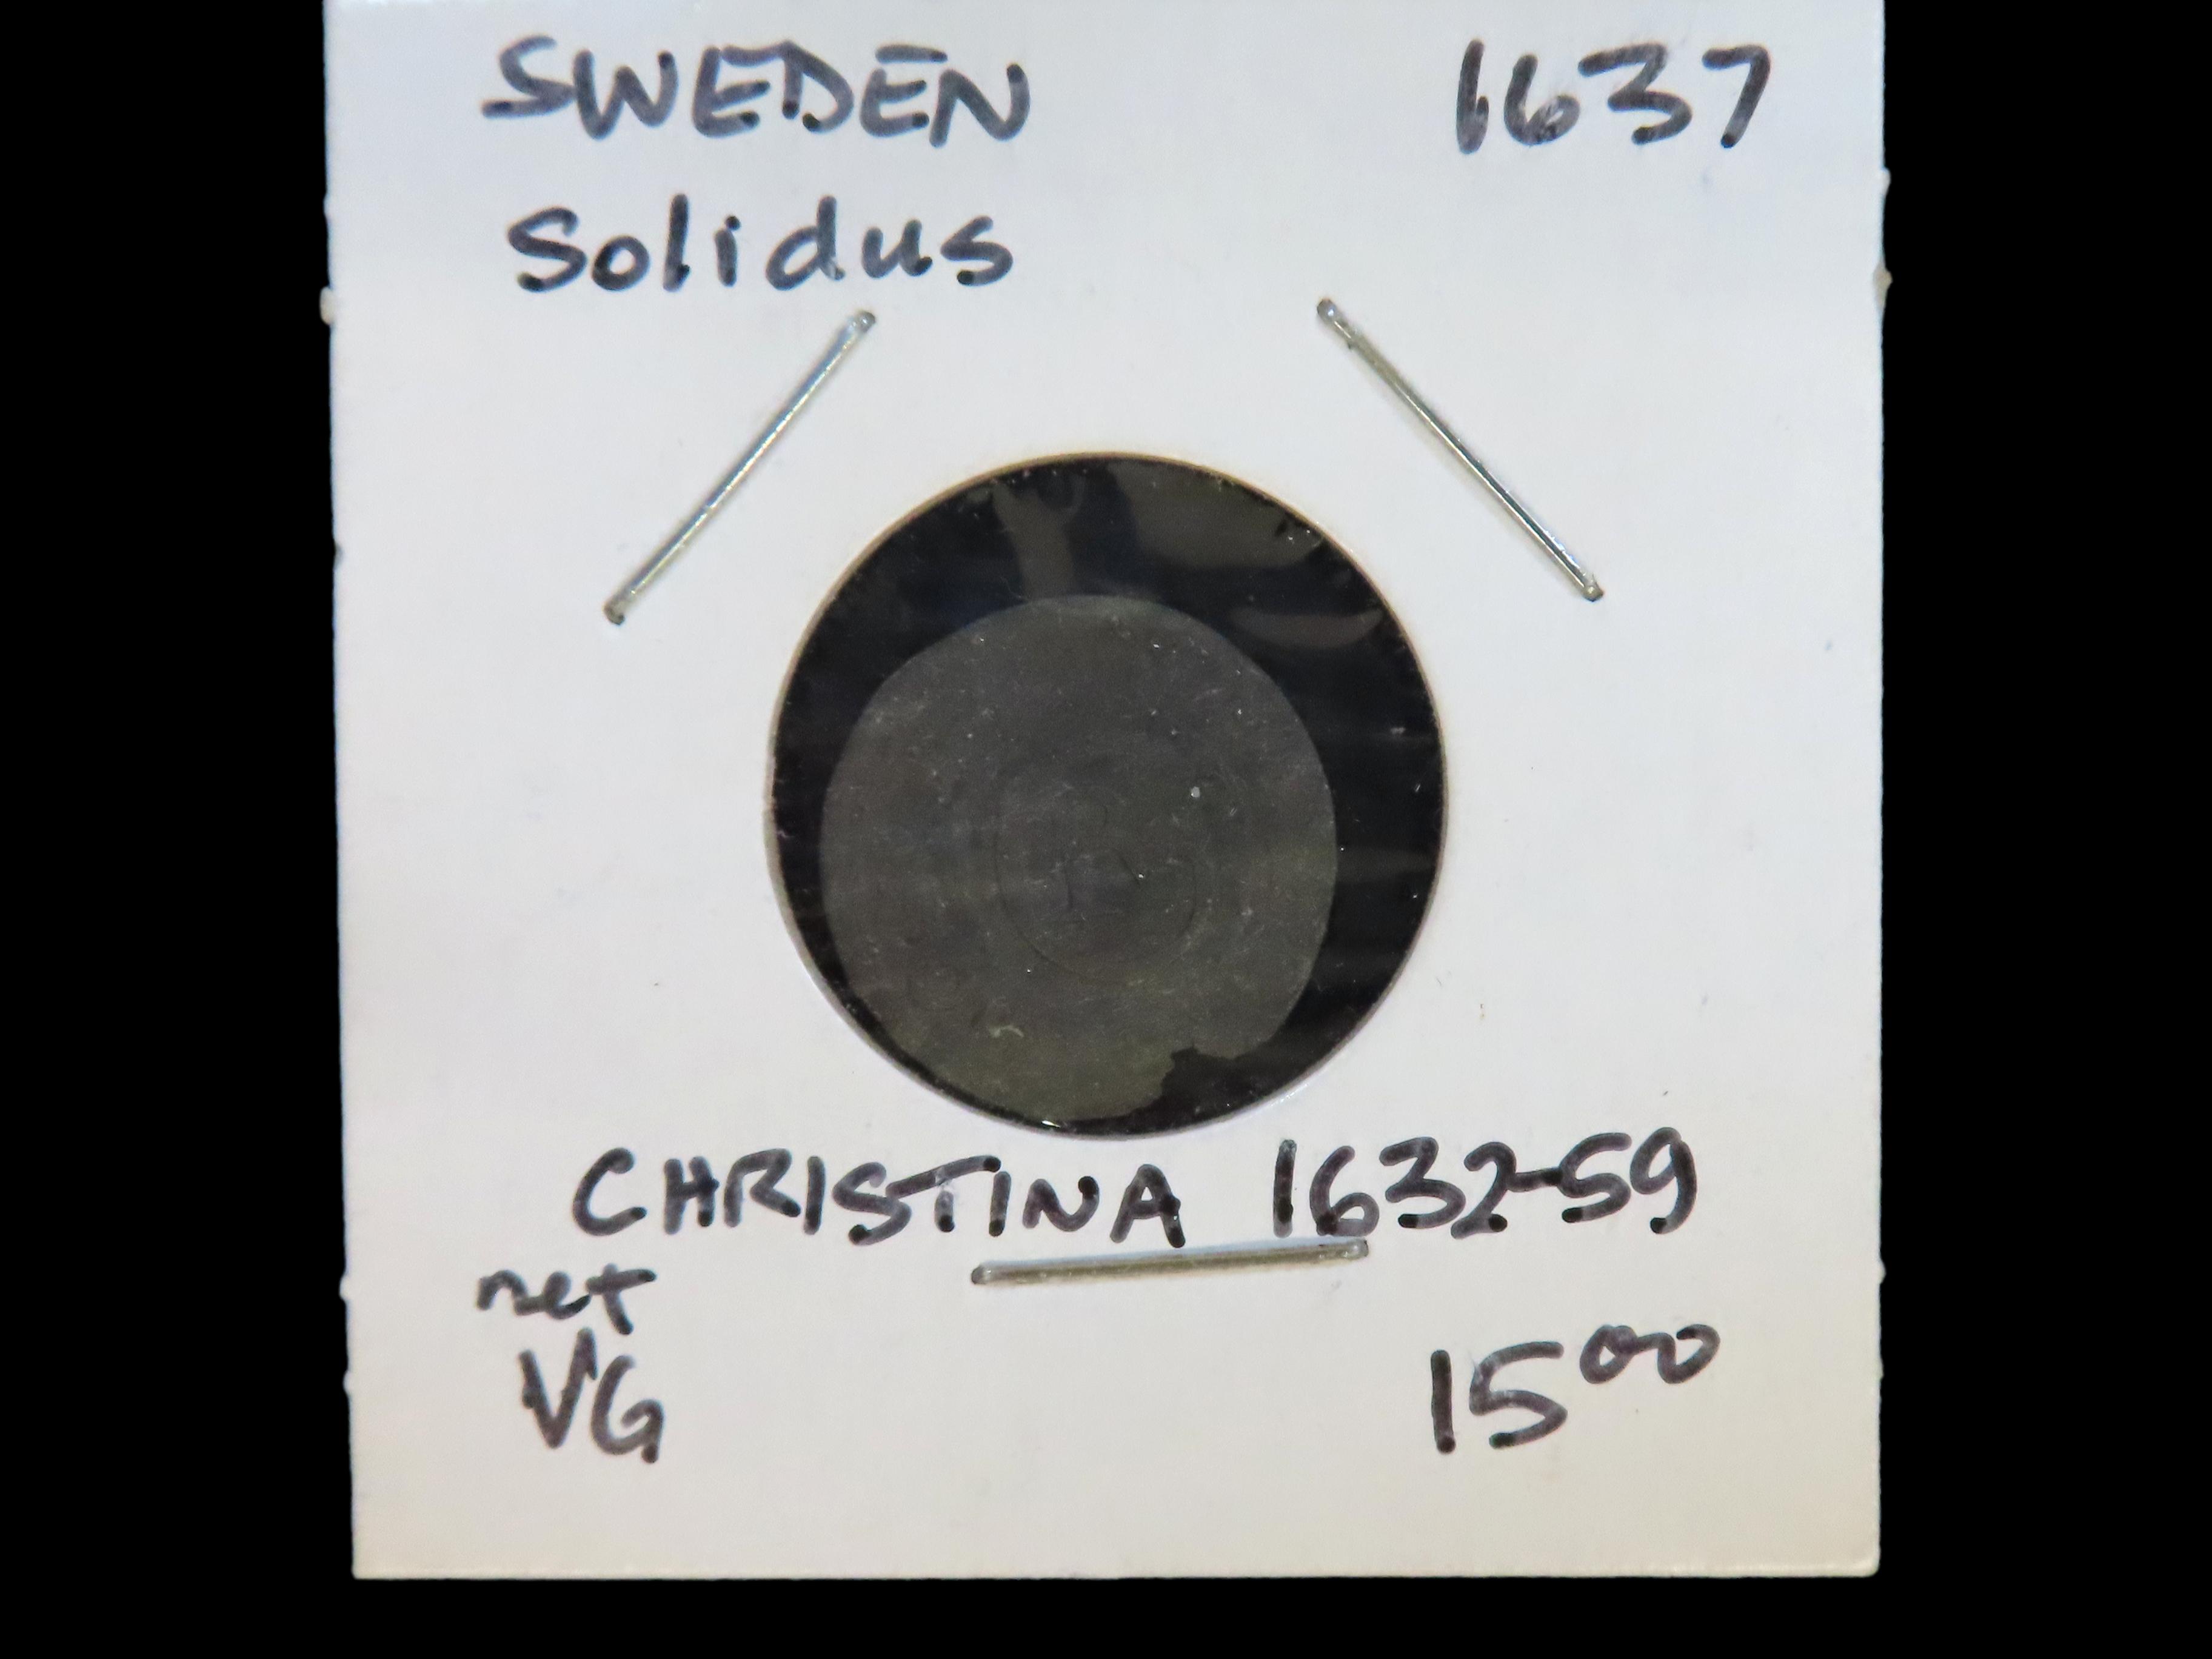 SWEDEN 1637
Solidus
CHRISTINA 1632-59
net
VG 15⁰⁰